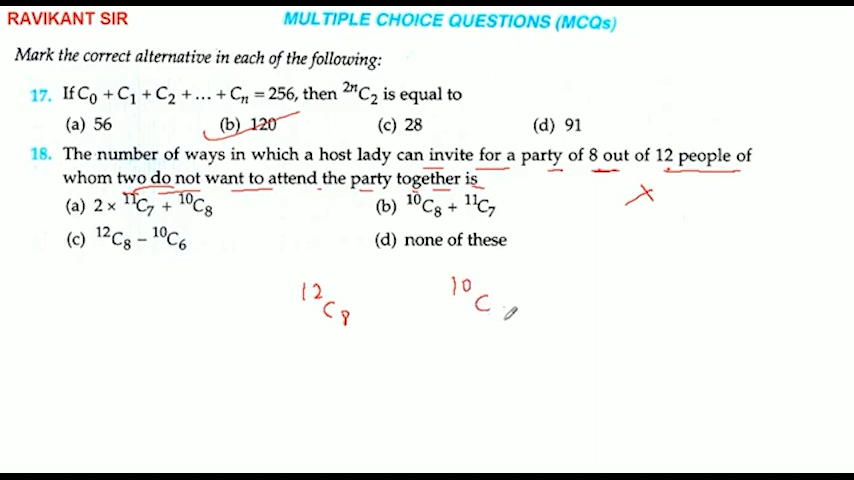 RAVIKANT SIR
MULTIPLE CHOICE QUESTIONS (MCQs)
Mark the correct alternative in each of the following:
17. If C₀ + C₁ + C₂ + ... + Cₙ = 256, then ²ⁿC₂ is equal to
(a) 56 (b) 120 (c) 28 (d) 91
18. The number of ways in which a host lady can invite for a party of 8 out of 12 people of
whom two do not want to attend the party together is
(a) 2 × ¹¹C₇ + ¹⁰C₈ (b) ¹⁰C₈ + ¹¹C₇
(c) ¹²C₈ – ¹⁰C₆ (d) none of these
¹²C₈ ¹⁰C